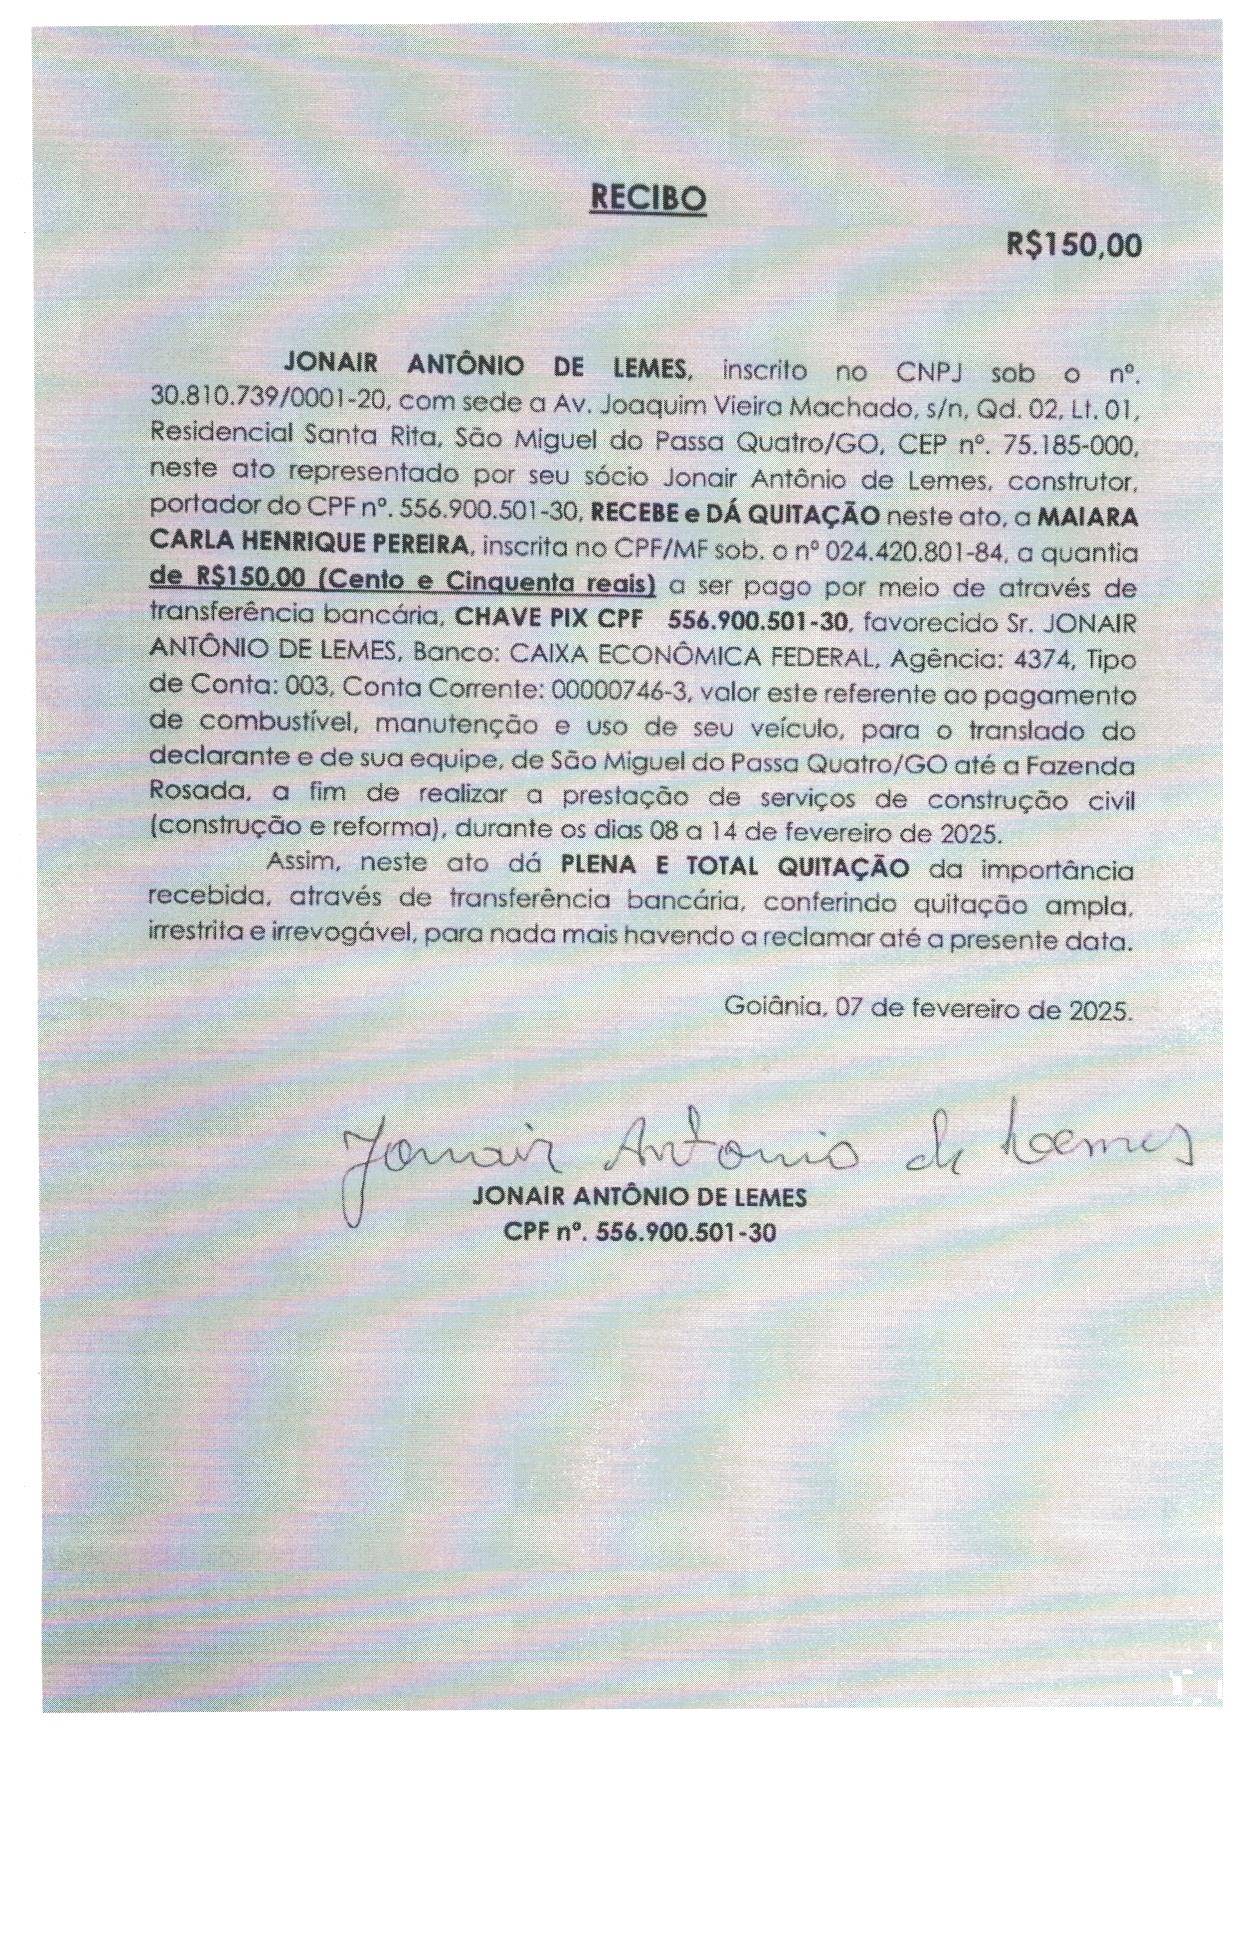 RECIBO
R$150,00
JONAIR ANTÔNIO DE LEMES, inscrito no CNPJ sob o nº.
30.810.739/0001-20, com sede a Av. Joaquim Vieira Machado, s/n, Qd. 02, Lt. 01,
Residencial Santa Rita, São Miguel do Passa Quatro/GO, CEP nº. 75.185-000,
neste ato representado por seu sócio Jonair Antônio de Lemes, construtor,
portador do CPF nº. 556.900.501-30, RECEBE e DÁ QUITAÇÃO neste ato, a MAIARA
CARLA HENRIQUE PEREIRA, inscrita no CPF/MF sob. o nº 024.420.801-84, a quantia
de R$150,00 (Cento e Cinquenta reais) a ser pago por meio de através de
transferência bancária, CHAVE PIX CPF 556.900.501-30, favorecido Sr. JONAIR
ANTÔNIO DE LEMES, Banco: CAIXA ECONÔMICA FEDERAL, Agência: 4374, Tipo
de Conta: 003, Conta Corrente: 00000746-3, valor este referente ao pagamento
de combustível, manutenção e uso de seu veículo, para o translado do
declarante e de sua equipe, de São Miguel do Passa Quatro/GO até a Fazenda
Rosada, a fim de realizar a prestação de serviços de construção civil
(construção e reforma), durante os dias 08 a 14 de fevereiro de 2025.
Assim, neste ato dá PLENA E TOTAL QUITAÇÃO da importância
recebida, através de transferência bancária, conferindo quitação ampla,
irrestrita e irrevogável, para nada mais havendo a reclamar até a presente data.
Goiânia, 07 de fevereiro de 2025.
Jonair Antonio de Lemes
JONAIR ANTÔNIO DE LEMES
CPF nº. 556.900.501-30